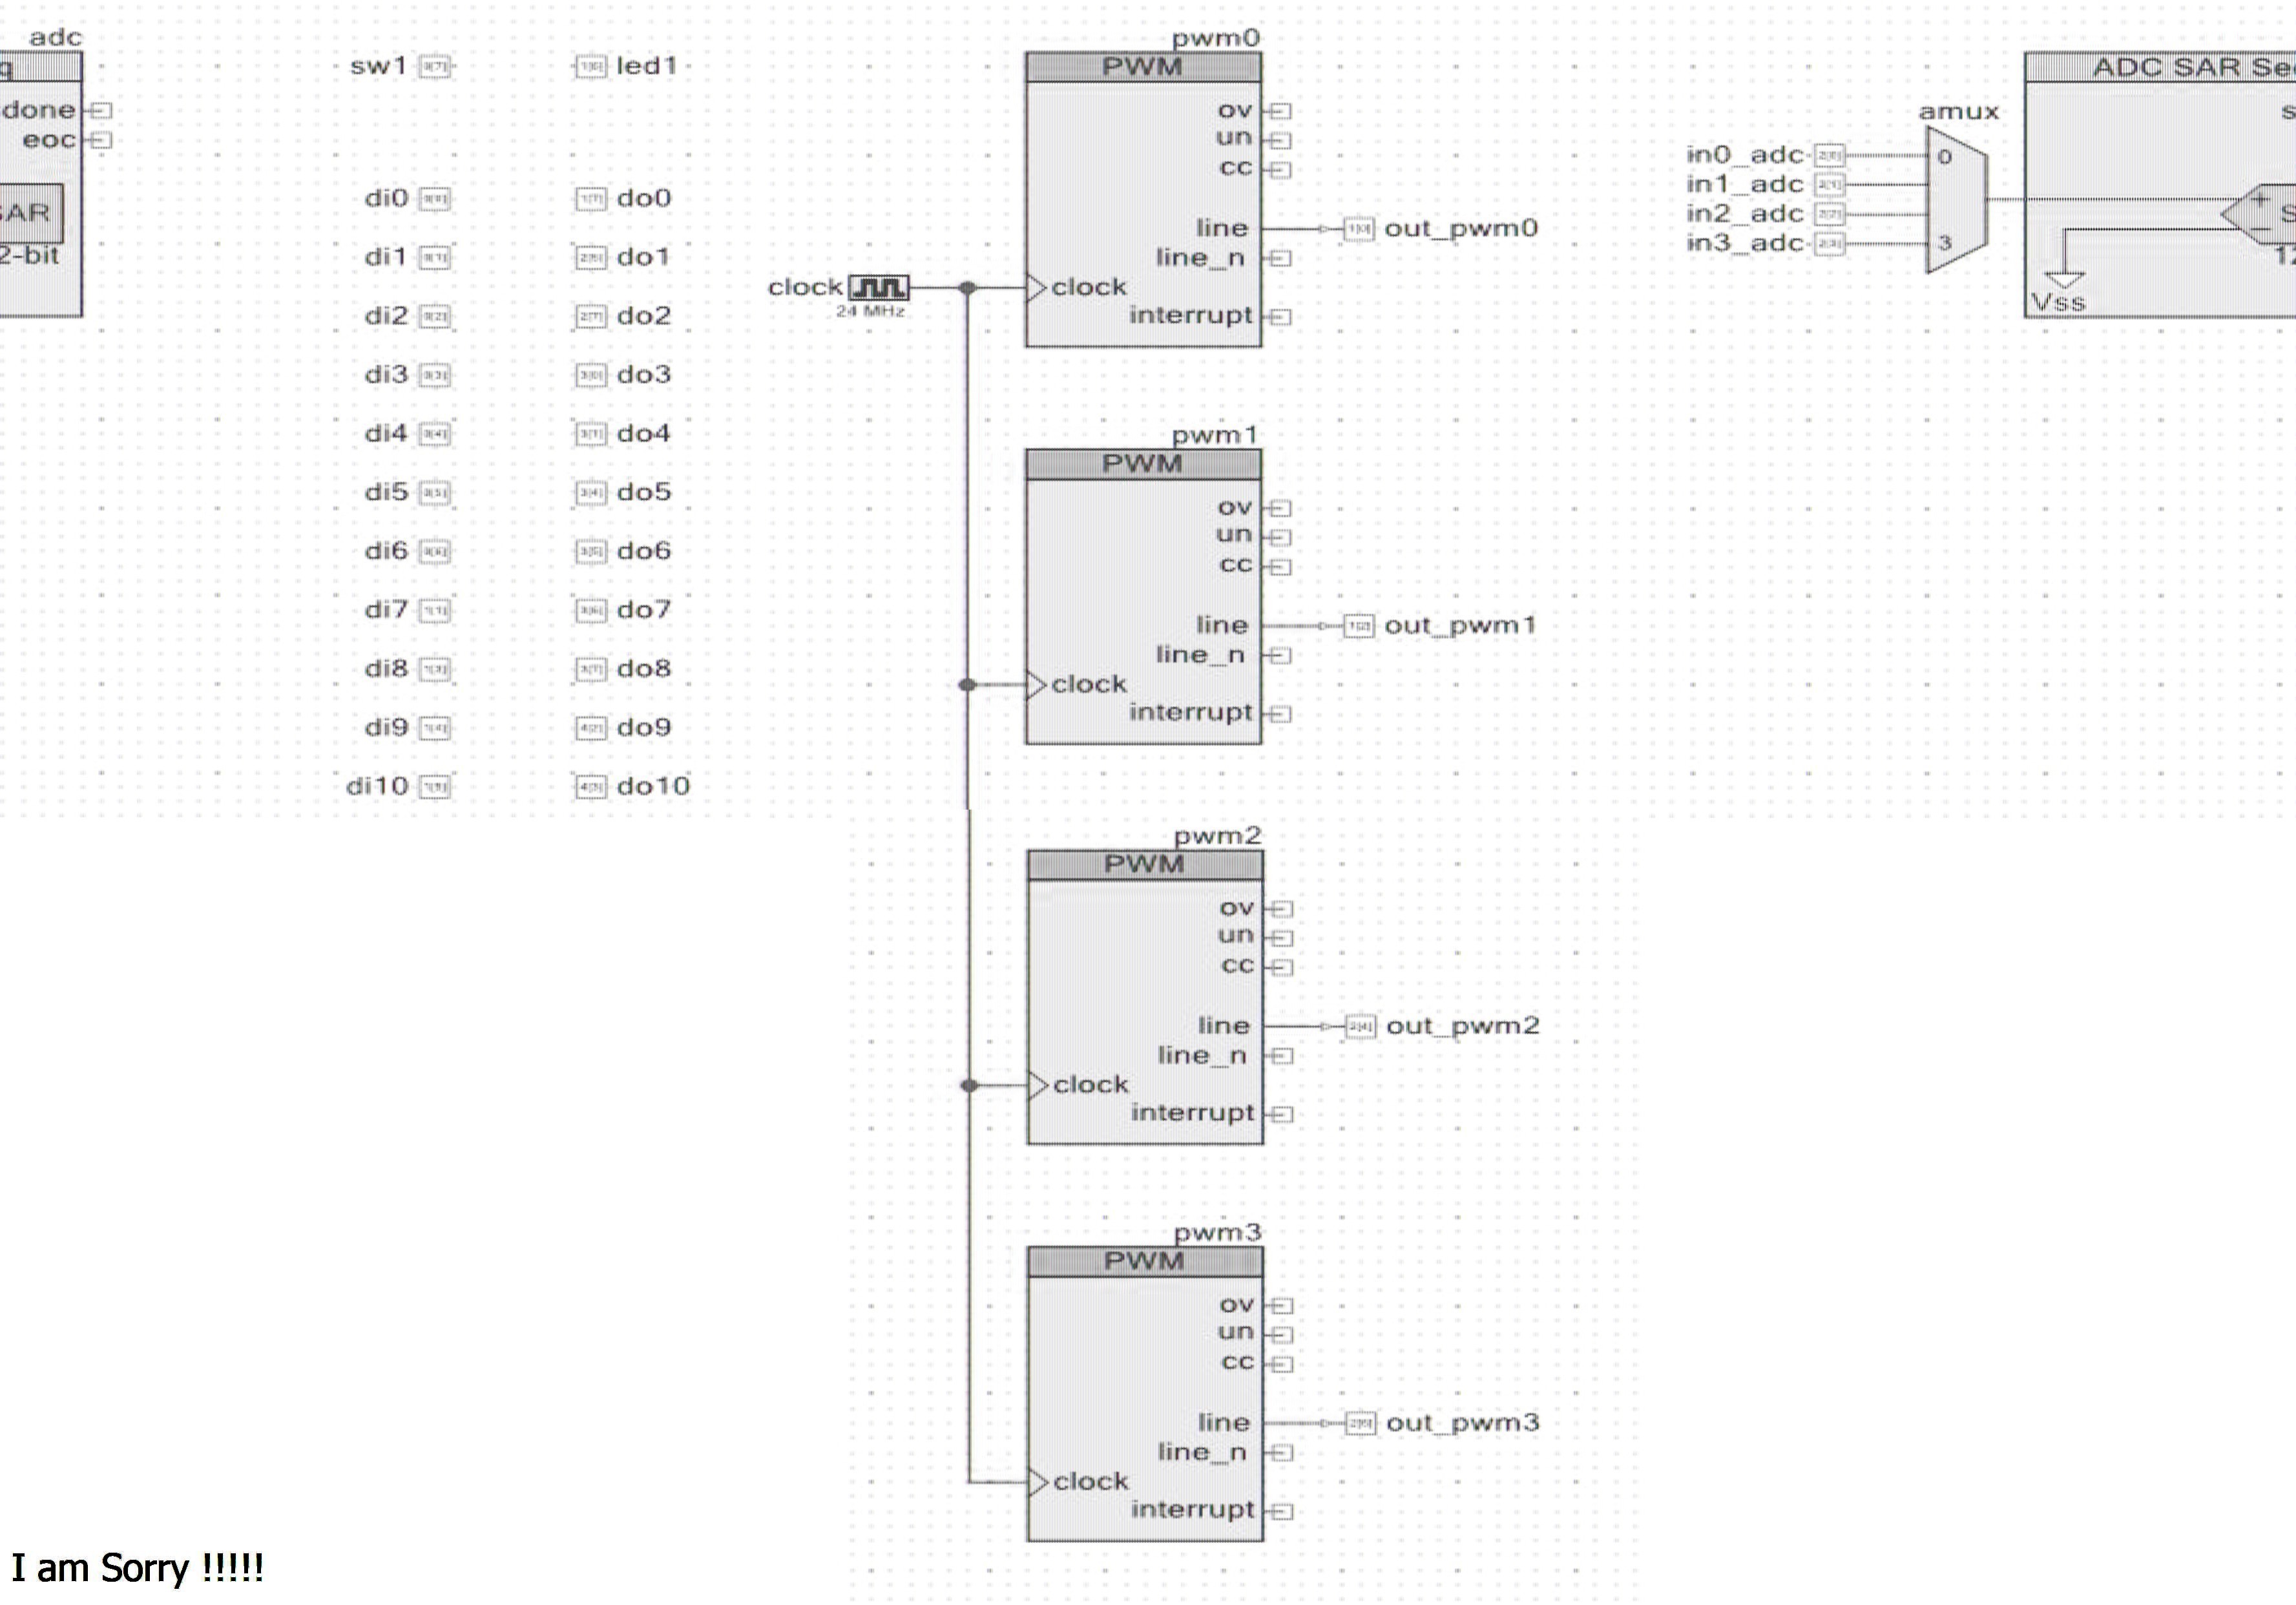 adc
q
done
eoc
AR
2-bit
sw1
led1
di0
do0
di1
do1
di2
do2
di3
do3
di4
do4
di5
do5
di6
do6
di7
do7
di8
do8
di9
do9
di10
do10
clock
24 MHz
pwm0
PWM
ov
un
cc
line
out_pwm0
line_n
clock
interrupt
pwm1
PWM
ov
un
cc
line
out_pwm1
line_n
clock
interrupt
pwm2
PWM
ov
un
cc
line
out_pwm2
line_n
clock
interrupt
pwm3
PWM
ov
un
cc
line
out_pwm3
line_n
clock
interrupt
ADC SAR Se
s
amux
in0_adc
0
in1_adc
in2_adc
in3_adc
3
+
S
12
Vss
I am Sorry !!!!!